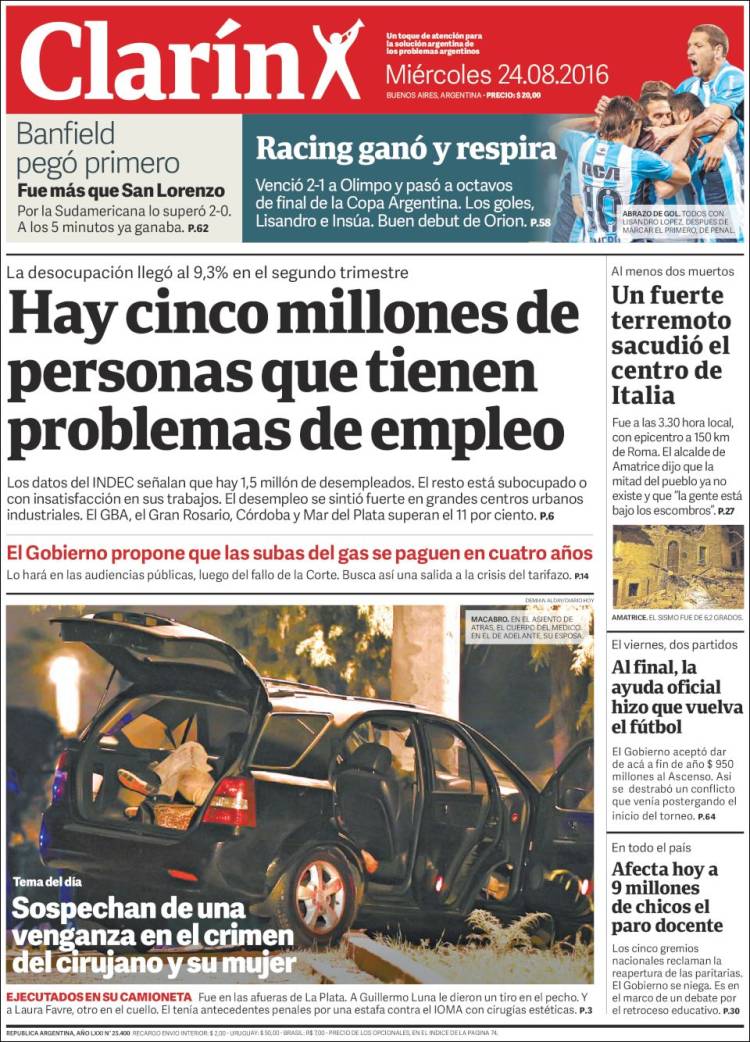 Clarín
Un toque de atención para
la solución argentina de
los problemas argentinos
Miércoles 24.08.2016
BUENOS AIRES, ARGENTINA • PRECIO: $ 20,00
Banfield
pegó primero
Fue más que San Lorenzo
Por la Sudamericana lo superó 2-0.
A los 5 minutos ya ganaba. P.62
Racing ganó y respira
Venció 2-1 a Olimpo y pasó a octavos
de final de la Copa Argentina. Los goles,
Lisandro e Insúa. Buen debut de Orion. P.58
RCA
10
ABRAZO DE GOL. TODOS CON
LISANDRO LOPEZ, DESPUES DE
MARCAR EL PRIMERO, DE PENAL.
La desocupación llegó al 9,3% en el segundo trimestre
Hay cinco millones de
personas que tienen
problemas de empleo
Los datos del INDEC señalan que hay 1,5 millón de desempleados. El resto está subocupado o
con insatisfacción en sus trabajos. El desempleo se sintió fuerte en grandes centros urbanos
industriales. El GBA, el Gran Rosario, Córdoba y Mar del Plata superan el 11 por ciento. P.6
El Gobierno propone que las subas del gas se paguen en cuatro años
Lo hará en las audiencias públicas, luego del fallo de la Corte. Busca así una salida a la crisis del tarifazo. P.14
DEMIAN ALDAY/DIARIO HOY
MACABRO. EN EL ASIENTO DE
ATRAS, EL CUERPO DEL MEDICO.
EN EL DE ADELANTE, SU ESPOSA.
Tema del día
Sospechan de una
venganza en el crimen
del cirujano y su mujer
EJECUTADOS EN SU CAMIONETA Fue en las afueras de La Plata. A Guillermo Luna le dieron un tiro en el pecho. Y
a Laura Favre, otro en el cuello. El tenía antecedentes penales por una estafa contra el IOMA con cirugías estéticas. P.3
Al menos dos muertos
Un fuerte
terremoto
sacudió el
centro de
Italia
Fue a las 3.30 hora local,
con epicentro a 150 km
de Roma. El alcalde de
Amatrice dijo que la
mitad del pueblo ya no
existe y que “la gente está
bajo los escombros”. P.27
AMATRICE. EL SISMO FUE DE 6,2 GRADOS.
El viernes, dos partidos
Al final, la
ayuda oficial
hizo que vuelva
el fútbol
El Gobierno aceptó dar
de acá a fin de año $ 950
millones al Ascenso. Así
se destrabó un conflicto
que venía postergando el
inicio del torneo. P.64
En todo el país
Afecta hoy a
9 millones
de chicos el
paro docente
Los cinco gremios
nacionales reclaman la
reapertura de las paritarias.
El Gobierno se niega. Es en
el marco de un debate por
el retroceso educativo. P.30
REPUBLICA ARGENTINA, AÑO LXXI N° 25.400 RECARGO ENVIO INTERIOR: $ 2,00 - URUGUAY: $ 50,00 - BRASIL: R$ 7,00 - PRECIO DE LOS OPCIONALES, EN EL INDICE DE LA PAGINA 74.